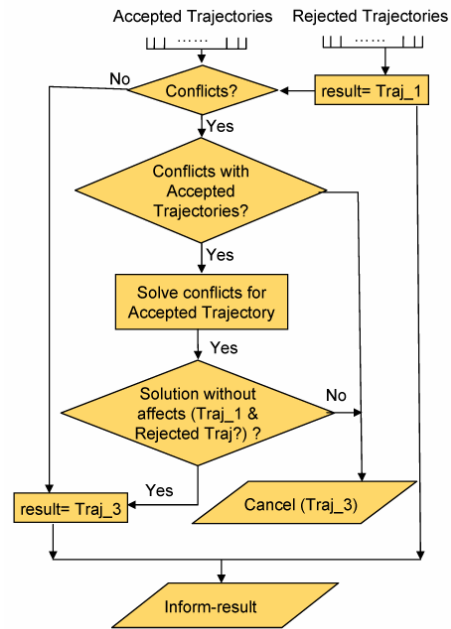 Accepted Trajectories
Rejected Trajectories
No
Conflicts?
result= Traj_1
Yes
Conflicts with
Accepted
Trajectories?
Yes
Solve conflicts for
Accepted Trajectory
Yes
Solution without
affects (Traj_1 &
Rejected Traj?) ?
No
Yes
result= Traj_3
Cancel (Traj_3)
Inform-result